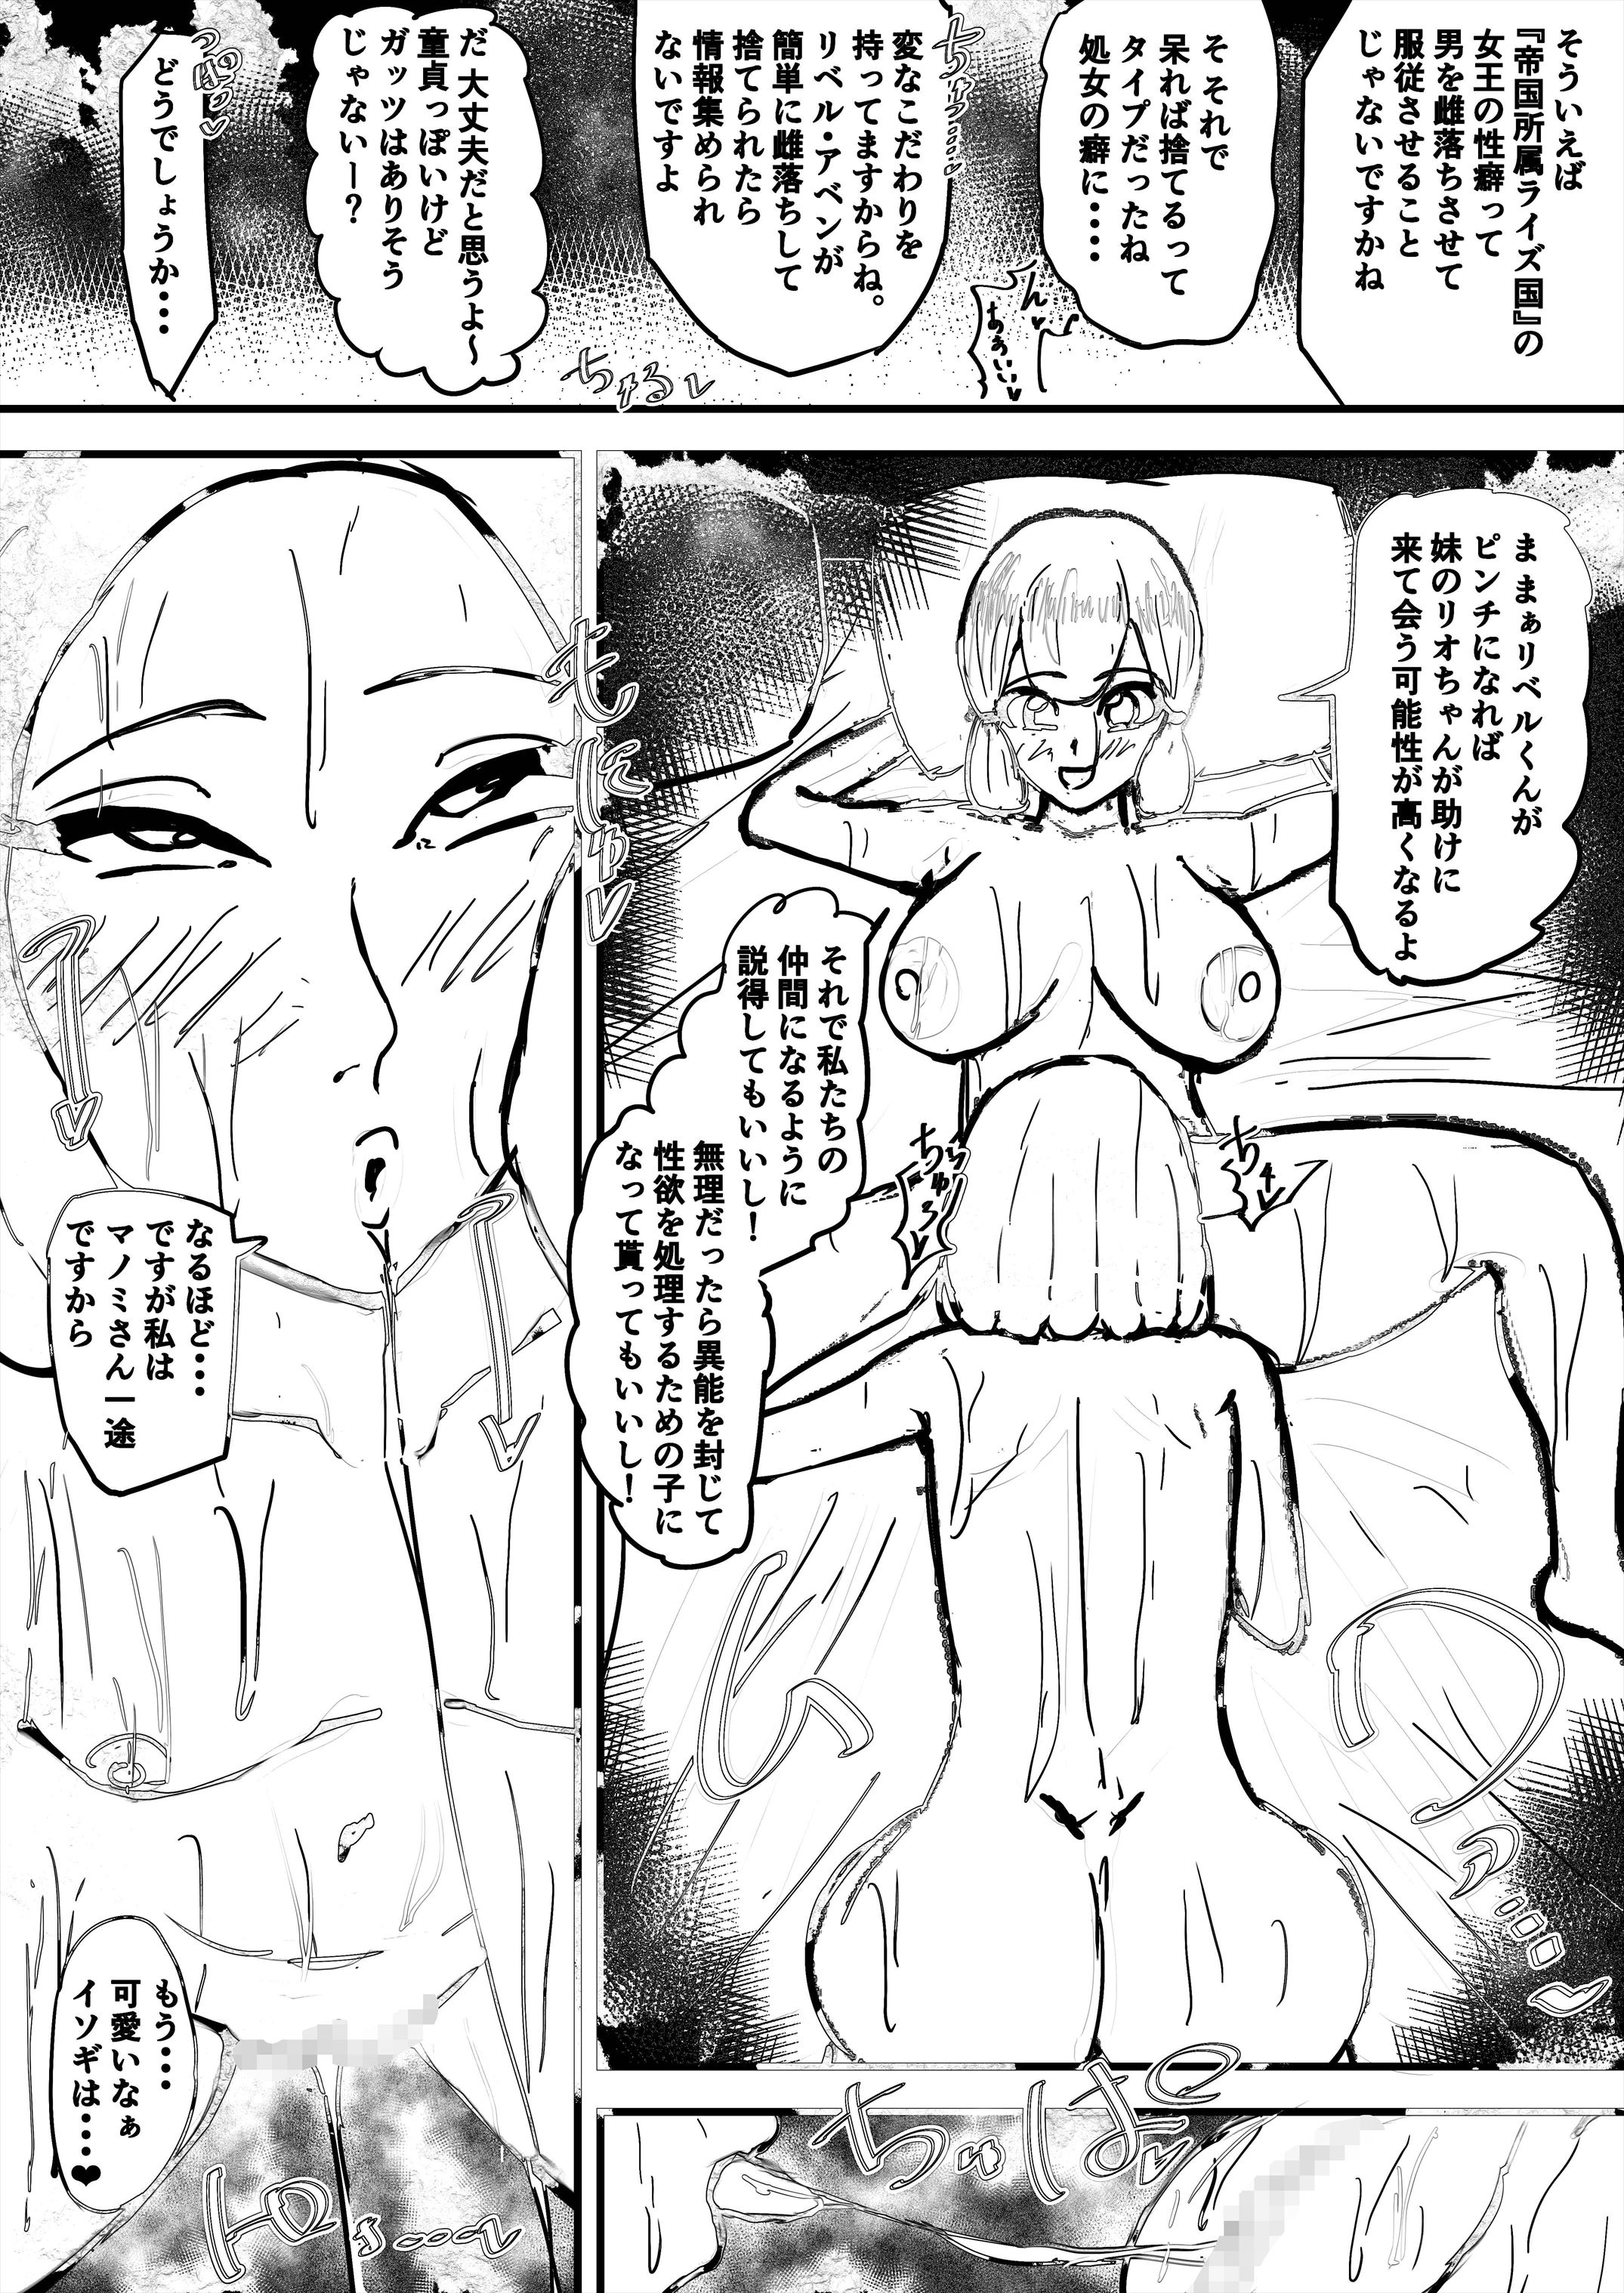 そういえば
『帝国所属ライズ国』の
女王の性癖って
男を雌落ちさせて
服従させること
じゃないですかね
それで
呆れば捨てるって
タイプだったね
処女の癖に・・・・
変なこだわりを
持ってますからね。
リベル・アベンが
簡単に雌落ちして
捨てられたら
情報集められ
ないですよ
だ 大丈夫だと思うよ～
童貞っぽいけど
ガッツはありそう
じゃないー？
どうでしょうか・・・
ちゅるレ
ま まぁリベルくんが
ピンチになれば
妹のリオちゃんが助けに
来て会う可能性が高くなるよ
それで私たちの
仲間になるように
説得してもいいし！
無理だったら異能を封じて
性欲を処理するための子に
なって貰ってもいいし！
なるほど・・・
ですが私は
マノミさん一途
ですから
もう・・・
可愛いなぁ
イソギは・・・・❤
ちゅぱ